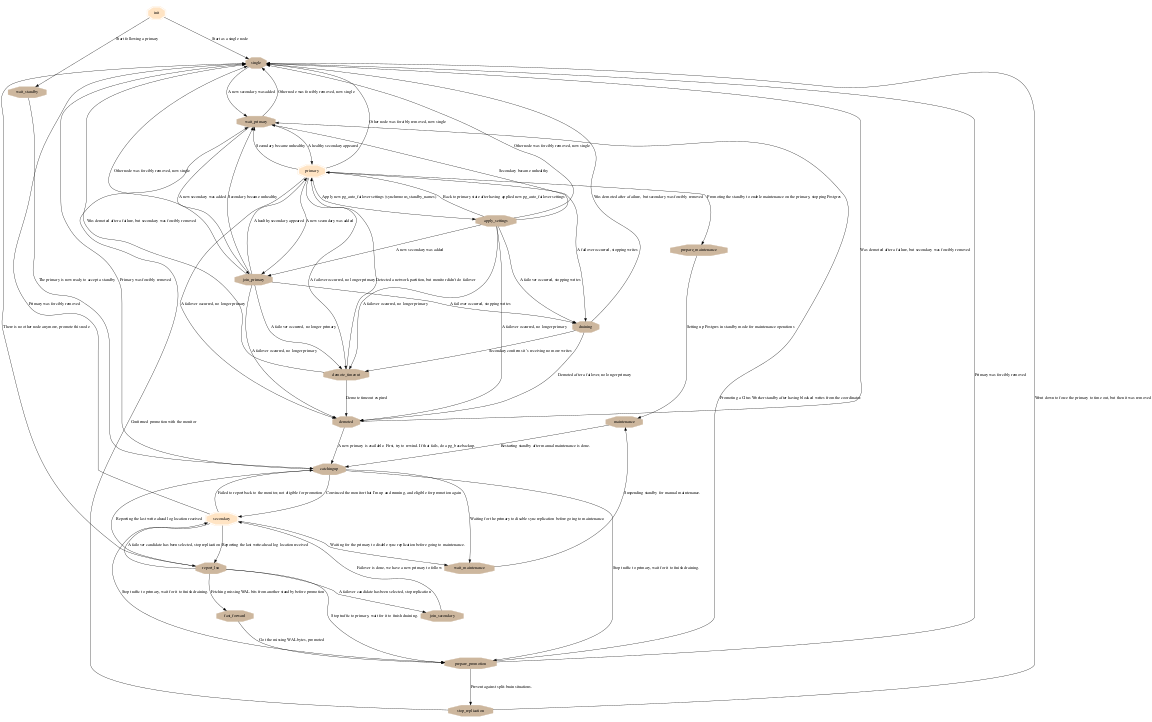 init
Start following a primary
Start as a single node
single
wait_standby
A new secondary was added
Other node was forcibly removed, now single
wait_primary
Other node was forcibly removed, now single
Secondary became unhealthy
A healthy secondary appeared
Other node was forcibly removed, now single
Other node was forcibly removed, now single
Secondary became unhealthy
primary
A new secondary was added
Secondary became unhealthy
Apply new pg_auto_failover settings (synchronous_standby_names)
Back to primary state after having applied new pg_auto_failover settings
Was demoted after a failure, but secondary was forcibly removed
Promoting the standby to enable maintenance on the primary, stopping Postgres
Was demoted after a failure, but secondary was forcibly removed
A healthy secondary appeared
A new secondary was added
apply_settings
A new secondary was added
A failover occurred, stopping writes
prepare_maintenance
Was demoted after a failure, but secondary was forcibly removed
The primary is now ready to accept a standby
Primary was forcibly removed
join_primary
A failover occurred, no longer primary
Detected a network partition, but monitor didn't do failover
A failover occurred, stopping writes
Primary was forcibly removed
A failover occurred, no longer primary
A failover occurred, no longer primary
A failover occurred, stopping writes
There is no other node anymore, promote this node
A failover occurred, no longer primary
A failover occurred, no longer primary
draining
Setting up Postgres in standby mode for maintenance operations
A failover occurred, no longer primary
Secondary confirms it's receiving no more writes
demote_timeout
Demoted after a failover, no longer primary
Primary was forcibly removed
Demote timeout expired
Promoting a Citus Worker standby after having blocked writes from the coordinator.
Went down to force the primary to time out, but then it was removed
Confirmed promotion with the monitor
demoted
maintenance
A new primary is available. First, try to rewind. If that fails, do a pg_basebackup.
Restarting standby after manual maintenance is done
catchingup
Failed to report back to the monitor, not eligible for promotion
Convinced the monitor that I'm up and running, and eligible for promotion again
Suspending standby for manual maintenance.
Reporting the last write-ahead log location received
secondary
Waiting for the primary to disable sync replication before going to maintenance.
A failover candidate has been selected, stop replication
Reporting the last write-ahead log location received
Waiting for the primary to disable sync replication before going to maintenance.
report_lsn
Failover is done, we have a new primary to follow
wait_maintenance
Stop traffic to primary, wait for it to finish draining.
Stop traffic to primary, wait for it to finish draining.
Fetching missing WAL bits from another standby before promotion
A failover candidate has been selected, stop replication
fast_forward
Stop traffic to primary, wait for it to finish draining.
join_secondary
Got the missing WAL bytes, promoted
prepare_promotion
Prevent against split-brain situations.
stop_replication